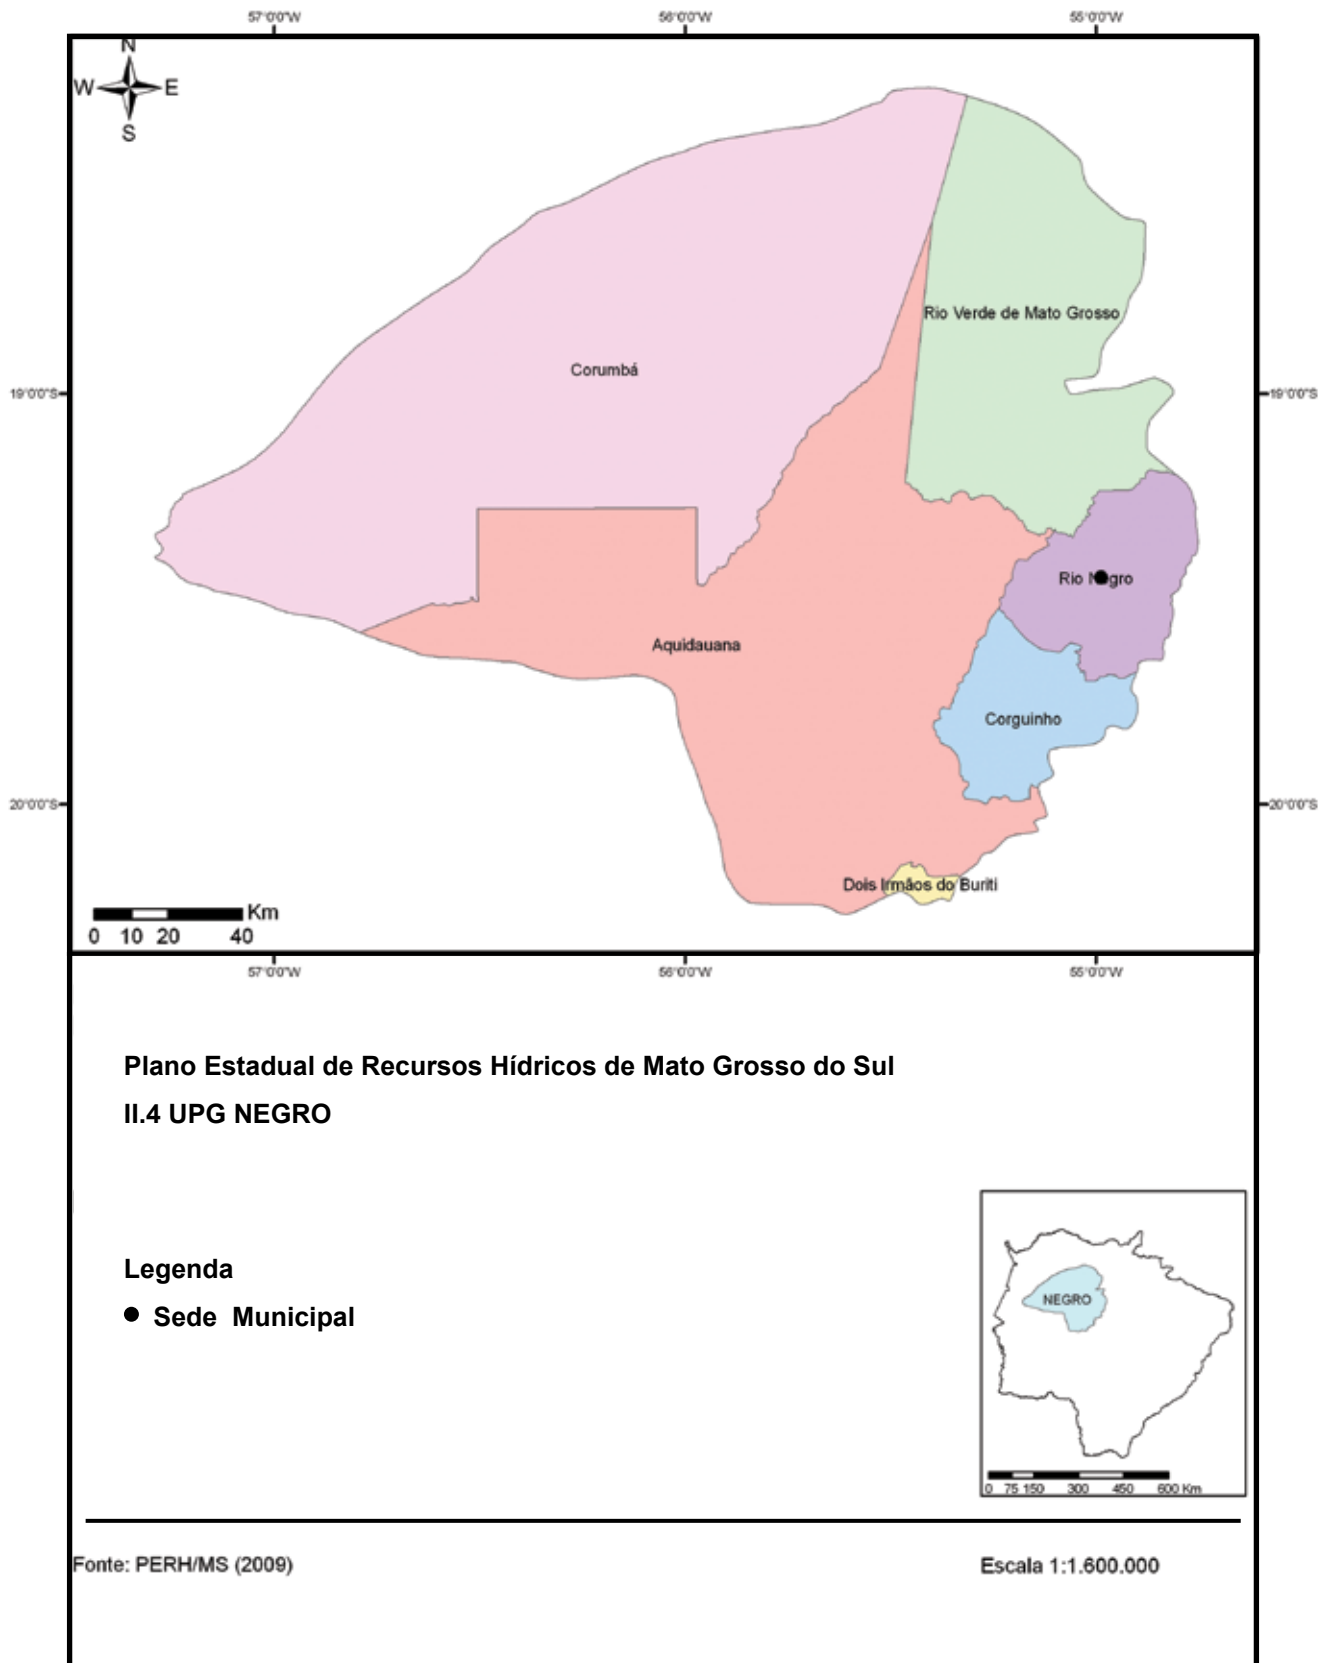 57°0'0"W 56°0'0"W 55°0'0"W
N
W E
S
Rio Verde de Mato Grosso
Corumbá
19°0'0"S 19°0'0"S
Rio Negro
Aquidauana
Corguinho
20°0'0"S 20°0'0"S
Dois Irmãos do Buriti
Km
0 10 20 40
57°0'0"W 56°0'0"W 55°0'0"W
Plano Estadual de Recursos Hídricos de Mato Grosso do Sul
II.4 UPG NEGRO
Legenda
Sede Municipal
NEGRO
0 75 150 300 450 600 Km
Fonte: PERH/MS (2009) Escala 1:1.600.000